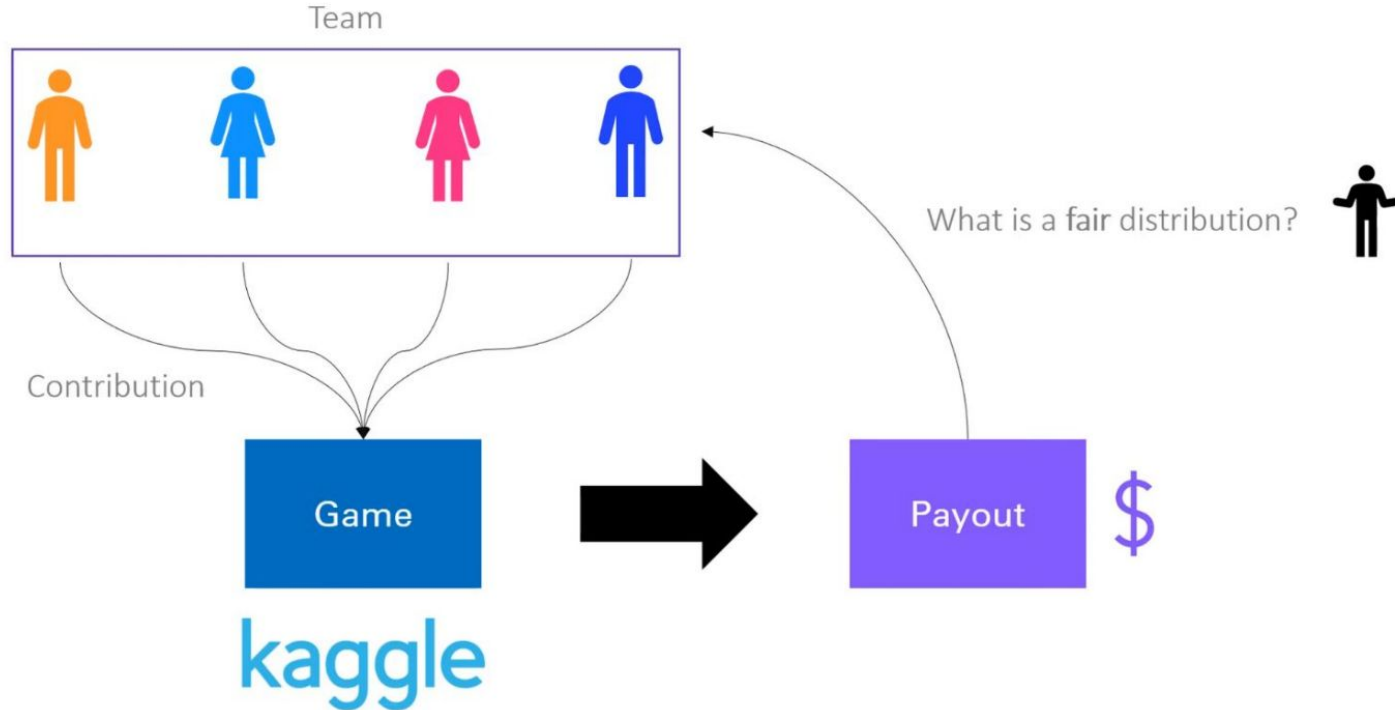 Team
What is a fair distribution?
Contribution
Game
Payout
$
kaggle